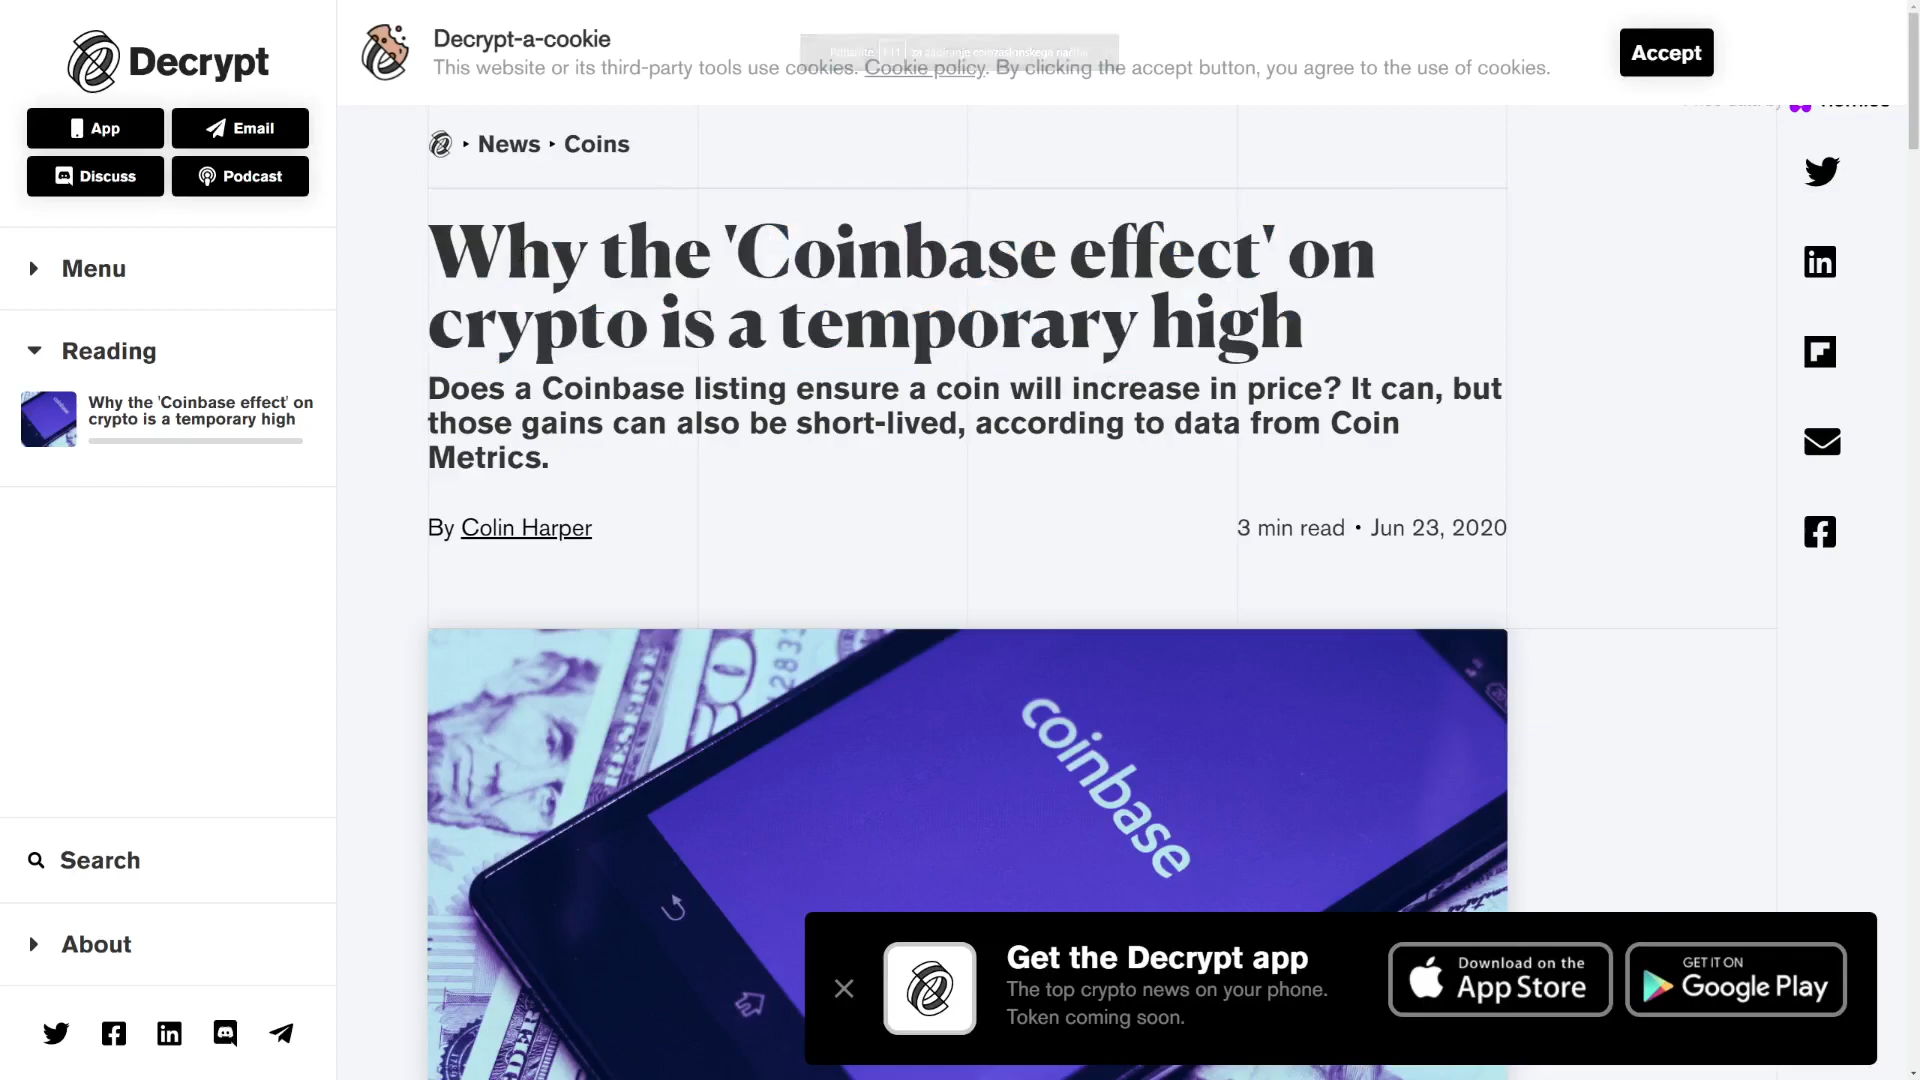 Decrypt
App
Email
Discuss
Podcast
Menu
Reading
Why the 'Coinbase effect' on
crypto is a temporary high
Search
About
Decrypt-a-cookie
This website or its third-party tools use cookies. Cookie policy. By clicking the accept button, you agree to the use of cookies.
Accept
News
Coins
Why the 'Coinbase effect' on
crypto is a temporary high
Does a Coinbase listing ensure a coin will increase in price? It can, but
those gains can also be short-lived, according to data from Coin
Metrics.
By Colin Harper
3 min read • Jun 23, 2020
coinbase
Get the Decrypt app
The top crypto news on your phone.
Token coming soon.
Download on the
App Store
GET IT ON
Google Play